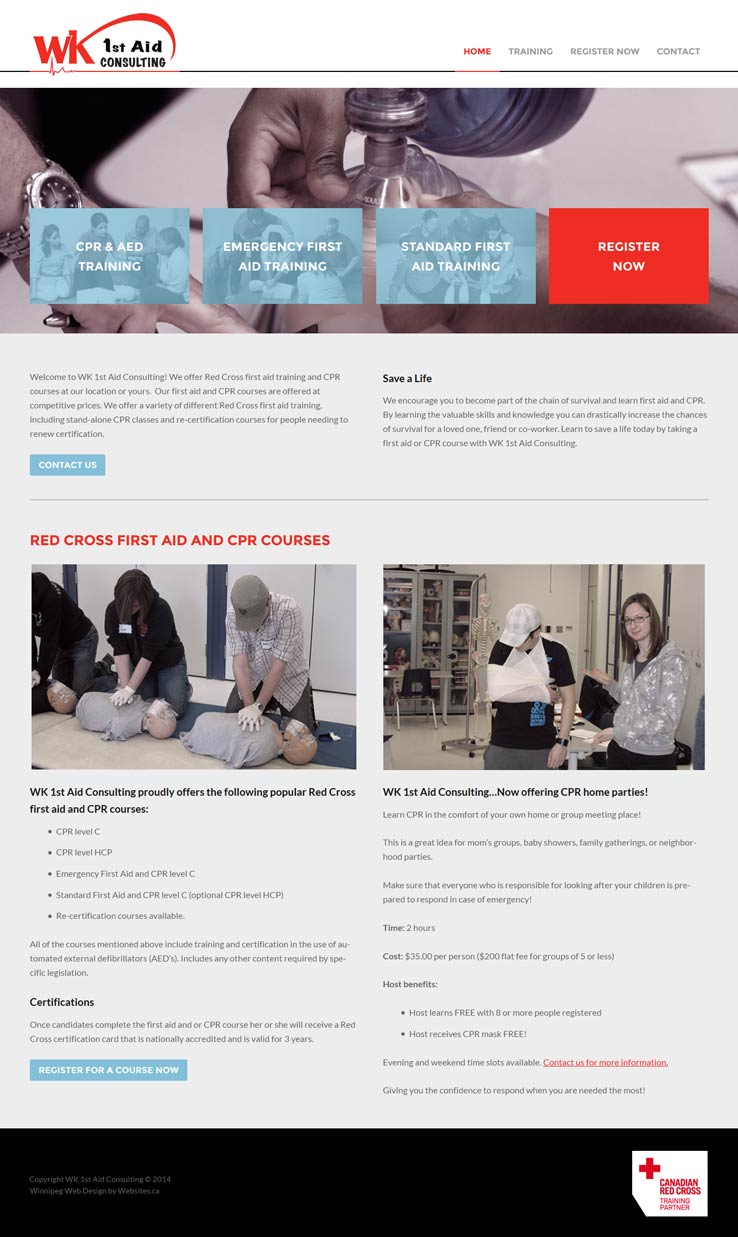 WK 1st Aid
CONSULTING
HOME TRAINING REGISTER NOW CONTACT
CPR & AED
TRAINING
EMERGENCY FIRST
AID TRAINING
STANDARD FIRST
AID TRAINING
REGISTER
NOW
Welcome to WK 1st Aid Consulting! We offer Red Cross first aid training and CPR
courses at our location or yours. Our first aid and CPR courses are offered at
competitive prices. We offer a variety of different Red Cross first aid training,
including stand-alone CPR classes and re-certification courses for people needing to
renew certification.
CONTACT US
Save a Life
We encourage you to become part of the chain of survival and learn first aid and CPR.
By learning the valuable skills and knowledge you can drastically increase the chances
of survival for a loved one, friend or co-worker. Learn to save a life today by taking a
first aid or CPR course with WK 1st Aid Consulting.
RED CROSS FIRST AID AND CPR COURSES
WK 1st Aid Consulting proudly offers the following popular Red Cross
first aid and CPR courses:
• CPR level C
• CPR level HCP
• Emergency First Aid and CPR level C
• Standard First Aid and CPR level C (optional CPR level HCP)
• Re-certification courses available.
All of the courses mentioned above include training and certification in the use of au-
tomated external defibrillators (AED's). Includes any other content required by spe-
cific legislation.
Certifications
Once candidates complete the first aid and or CPR course her or she will receive a Red
Cross certification card that is nationally accredited and is valid for 3 years.
REGISTER FOR A COURSE NOW
WK 1st Aid Consulting...Now offering CPR home parties!
Learn CPR in the comfort of your own home or group meeting place!
This is a great idea for mom's groups, baby showers, family gatherings, or neighbor-
hood parties.
Make sure that everyone who is responsible for looking after your children is pre-
pared to respond in case of emergency!
Time: 2 hours
Cost: $35.00 per person ($200 flat fee for groups of 5 or less)
Host benefits:
• Host learns FREE with 8 or more people registered
• Host receives CPR mask FREE!
Evening and weekend time slots available. Contact us for more information.
Giving you the confidence to respond when you are needed the most!
Copyright WK 1st Aid Consulting © 2014
Winnipeg Web Design by Websites.ca
CANADIAN
RED CROSS
TRAINING
PARTNER